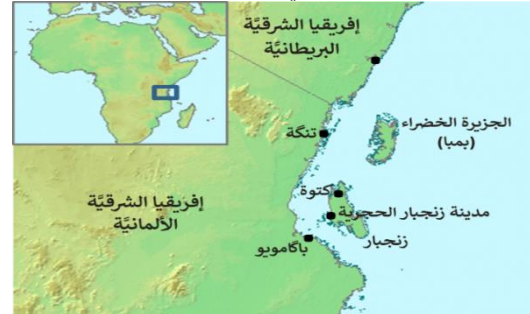 إفريقيا الشرقيَّة
البريطانيَّة
الجزيرة الخضراء
(بمبا)
تنگة
كتوة
مدينة زنجبار الحجرية
زنجبار
إفريقيا الشرقيَّة
الألمانيَّة
باگامويو